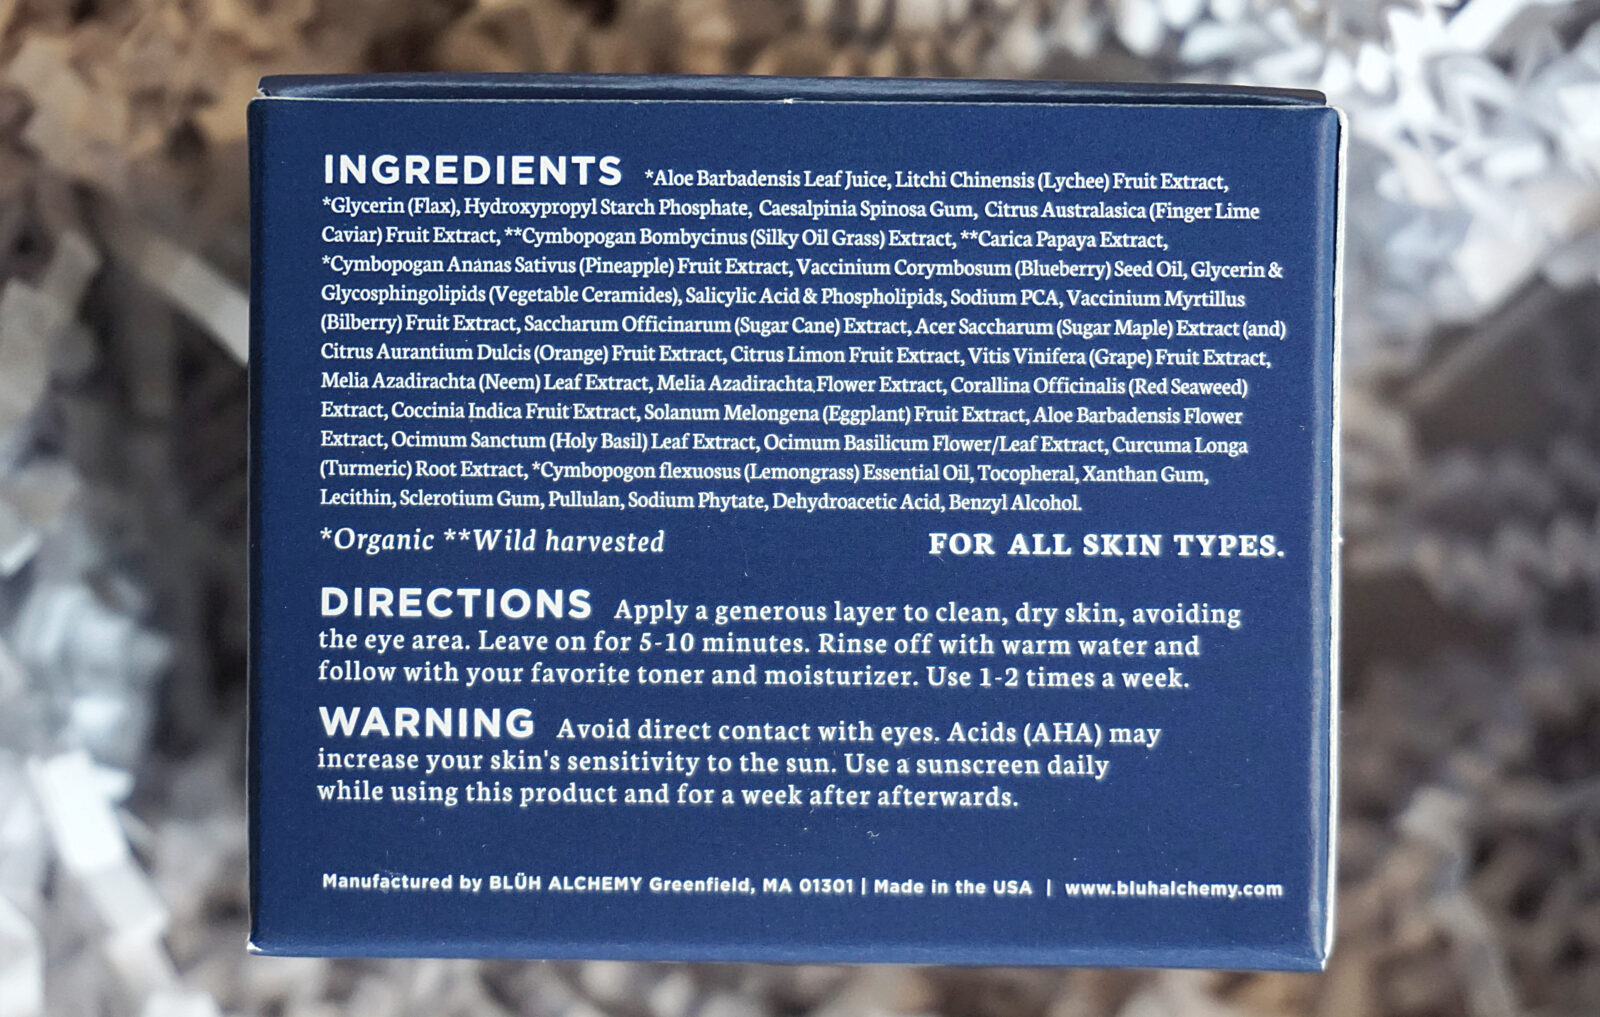 INGREDIENTS *Aloe Barbadensis Leaf Juice, Litchi Chinensis (Lychee) Fruit Extract,
*Glycerin (Flax), Hydroxypropyl Starch Phosphate, Caesalpinia Spinosa Gum, Citrus Australasica (Finger Lime
Caviar) Fruit Extract, **Cymbopogan Bombycinus (Silky Oil Grass) Extract, **Carica Papaya Extract,
*Cymbopogan Ananas Sativus (Pineapple) Fruit Extract, Vaccinium Corymbosum (Blueberry) Seed Oil, Glycerin &
Glycosphingolipids (Vegetable Ceramides), Salicylic Acid & Phospholipids, Sodium PCA, Vaccinium Myrtillus
(Bilberry) Fruit Extract, Saccharum Officinarum (Sugar Cane) Extract, Acer Saccharum (Sugar Maple) Extract (and)
Citrus Aurantium Dulcis (Orange) Fruit Extract, Citrus Limon Fruit Extract, Vitis Vinifera (Grape) Fruit Extract,
Melia Azadirachta (Neem) Leaf Extract, Melia Azadirachta Flower Extract, Corallina Officinalis (Red Seaweed)
Extract, Coccinia Indica Fruit Extract, Solanum Melongena (Eggplant) Fruit Extract, Aloe Barbadensis Flower
Extract, Ocimum Sanctum (Holy Basil) Leaf Extract, Ocimum Basilicum Flower/Leaf Extract, Curcuma Longa
(Turmeric) Root Extract, *Cymbopogon flexuosus (Lemongrass) Essential Oil, Tocopheral, Xanthan Gum,
Lecithin, Sclerotium Gum, Pullulan, Sodium Phytate, Dehydroacetic Acid, Benzyl Alcohol.
*Organic **Wild harvested FOR ALL SKIN TYPES.
DIRECTIONS Apply a generous layer to clean, dry skin, avoiding
the eye area. Leave on for 5-10 minutes. Rinse off with warm water and
follow with your favorite toner and moisturizer. Use 1-2 times a week.
WARNING Avoid direct contact with eyes. Acids (AHA) may
increase your skin's sensitivity to the sun. Use a sunscreen daily
while using this product and for a week after afterwards.
Manufactured by BLÜH ALCHEMY Greenfield, MA 01301 | Made in the USA | www.bluhalchemy.com